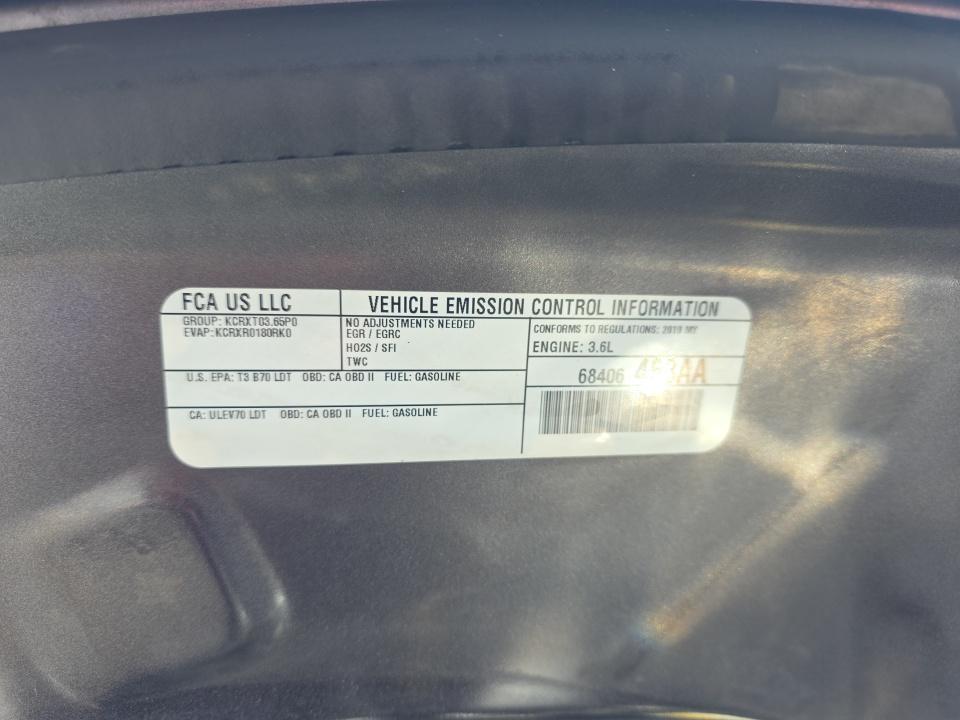 FCA US LLC
VEHICLE EMISSION CONTROL INFORMATION
GROUP: KCRXT03.65P0
EVAP: KCRXR0180RK0
NO ADJUSTMENTS NEEDED
EGR / EGRC
HO2S / SFI
TWC
CONFORMS TO REGULATIONS: 2019 MY
ENGINE: 3.6L
U.S. EPA: T3 B70 LDT OBD: CA OBD II FUEL: GASOLINE
CA: ULEV70 LDT OBD: CA OBD II FUEL: GASOLINE